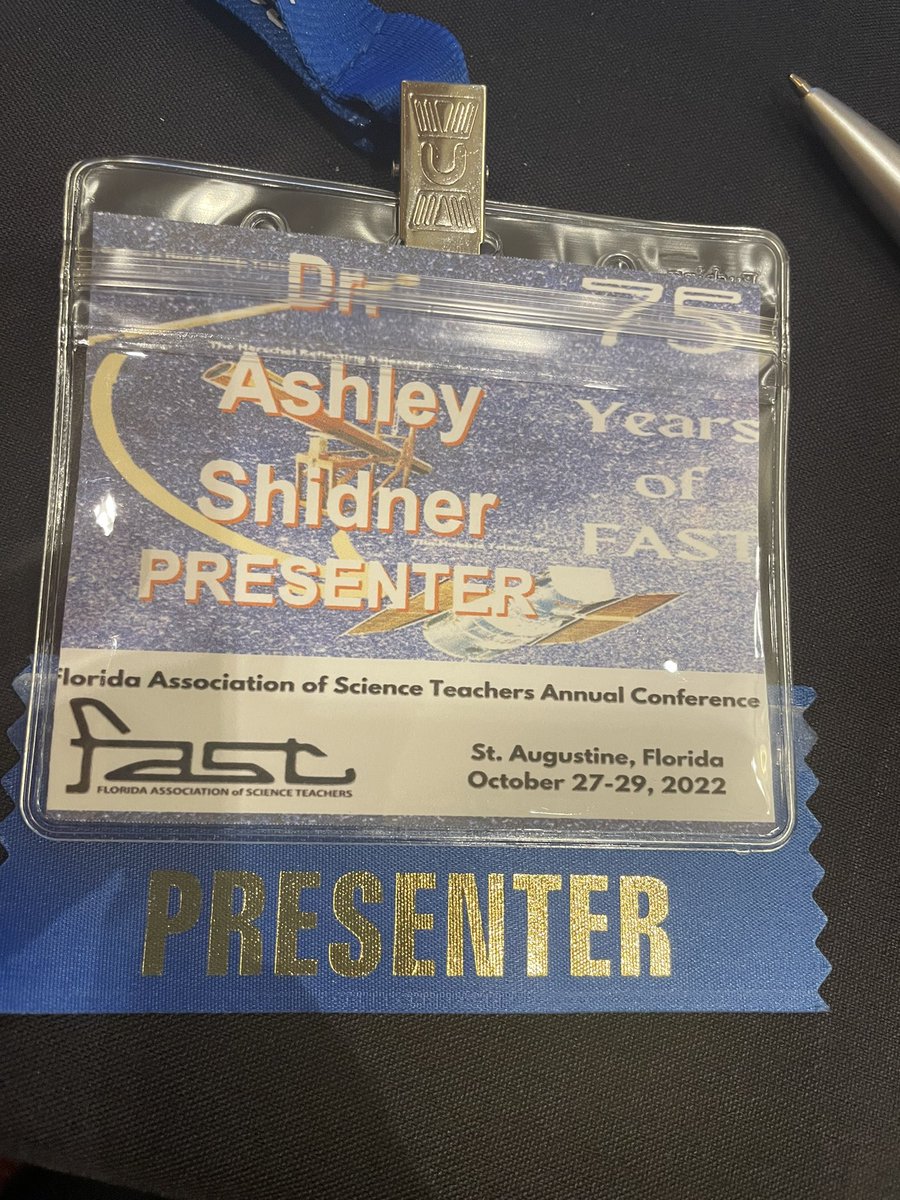 Dr.
75
Ashley
Years
Shidner
of
PRESENTER
FAST
Florida Association of Science Teachers Annual Conference
fast
FLORIDA ASSOCIATION of SCIENCE TEACHERS
St. Augustine, Florida
October 27-29, 2022
PRESENTER